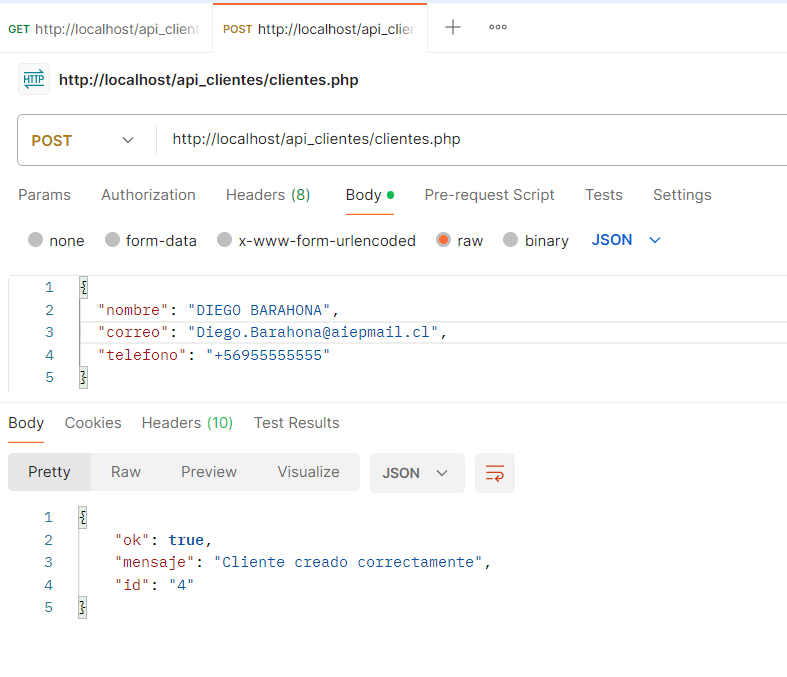 GET http://localhost/api_client POST http://localhost/api_clier
HTTP http://localhost/api_clientes/clientes.php
POST http://localhost/api_clientes/clientes.php
Params Authorization Headers (8) Body Pre-request Script Tests Settings
none form-data x-www-form-urlencoded raw binary JSON
1 {
2 "nombre": "DIEGO BARAHONA",
3 "correo": "Diego.Barahona@aiepmail.cl",
4 "telefono": "+56955555555"
5 }
Body Cookies Headers (10) Test Results
Pretty Raw Preview Visualize JSON
1 {
2 "ok": true,
3 "mensaje": "Cliente creado correctamente",
4 "id": "4"
5 }